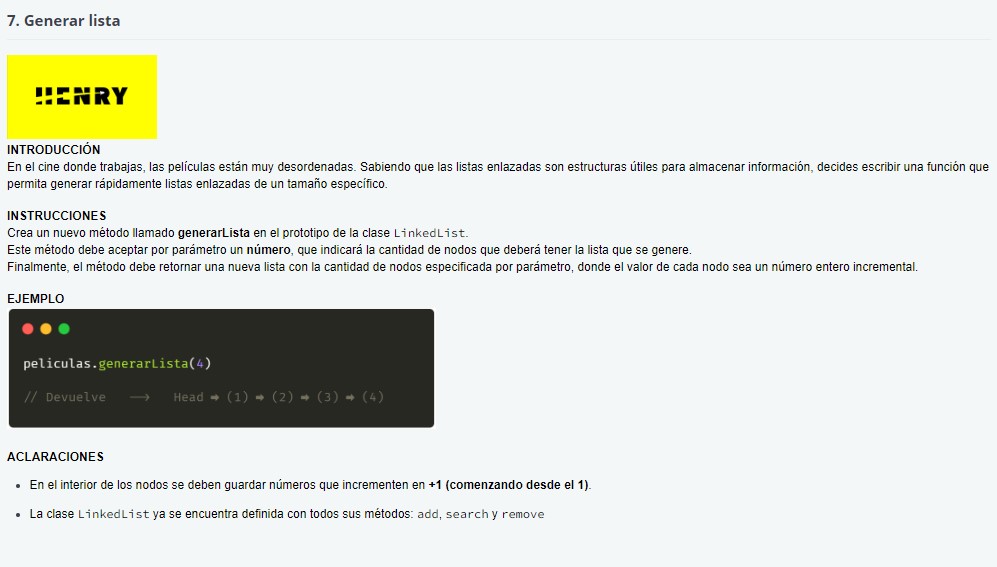 7. Generar lista
HENRY
INTRODUCCIÓN
En el cine donde trabajas, las películas están muy desordenadas. Sabiendo que las listas enlazadas son estructuras útiles para almacenar información, decides escribir una función que
permita generar rápidamente listas enlazadas de un tamaño específico.
INSTRUCCIONES
Crea un nuevo método llamado generarLista en el prototipo de la clase LinkedList.
Este método debe aceptar por parámetro un número, que indicará la cantidad de nodos que deberá tener la lista que se genere.
Finalmente, el método debe retornar una nueva lista con la cantidad de nodos especificada por parámetro, donde el valor de cada nodo sea un número entero incremental.
EJEMPLO
peliculas.generarLista(4)
// Devuelve ⟶ Head ➡ (1) ➡ (2) ➡ (3) ➡ (4)
ACLARACIONES
• En el interior de los nodos se deben guardar números que incrementen en +1 (comenzando desde el 1).
• La clase LinkedList ya se encuentra definida con todos sus métodos: add, search y remove